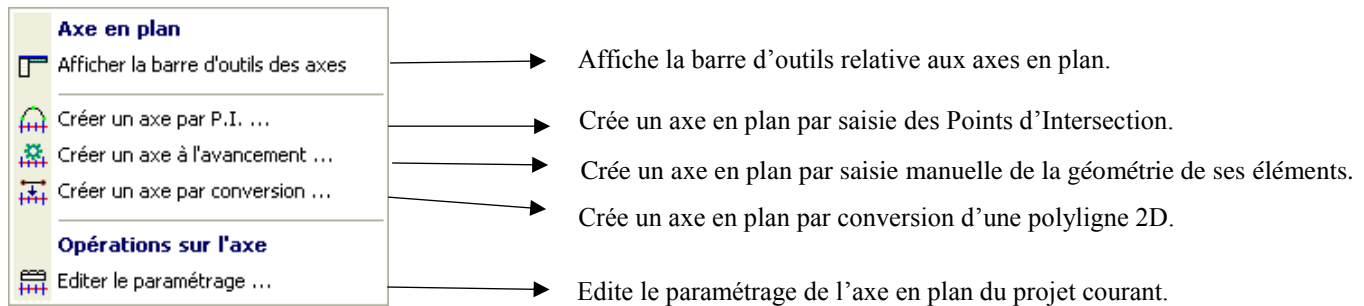 Axe en plan
Afficher la barre d'outils des axes
Affiche la barre d’outils relative aux axes en plan.
Créer un axe par P.I. ...
Crée un axe en plan par saisie des Points d’Intersection.
Créer un axe à l'avancement ...
Crée un axe en plan par saisie manuelle de la géométrie de ses éléments.
Créer un axe par conversion ...
Crée un axe en plan par conversion d’une polyligne 2D.
Opérations sur l'axe
Editer le paramétrage ...
Edite le paramétrage de l’axe en plan du projet courant.